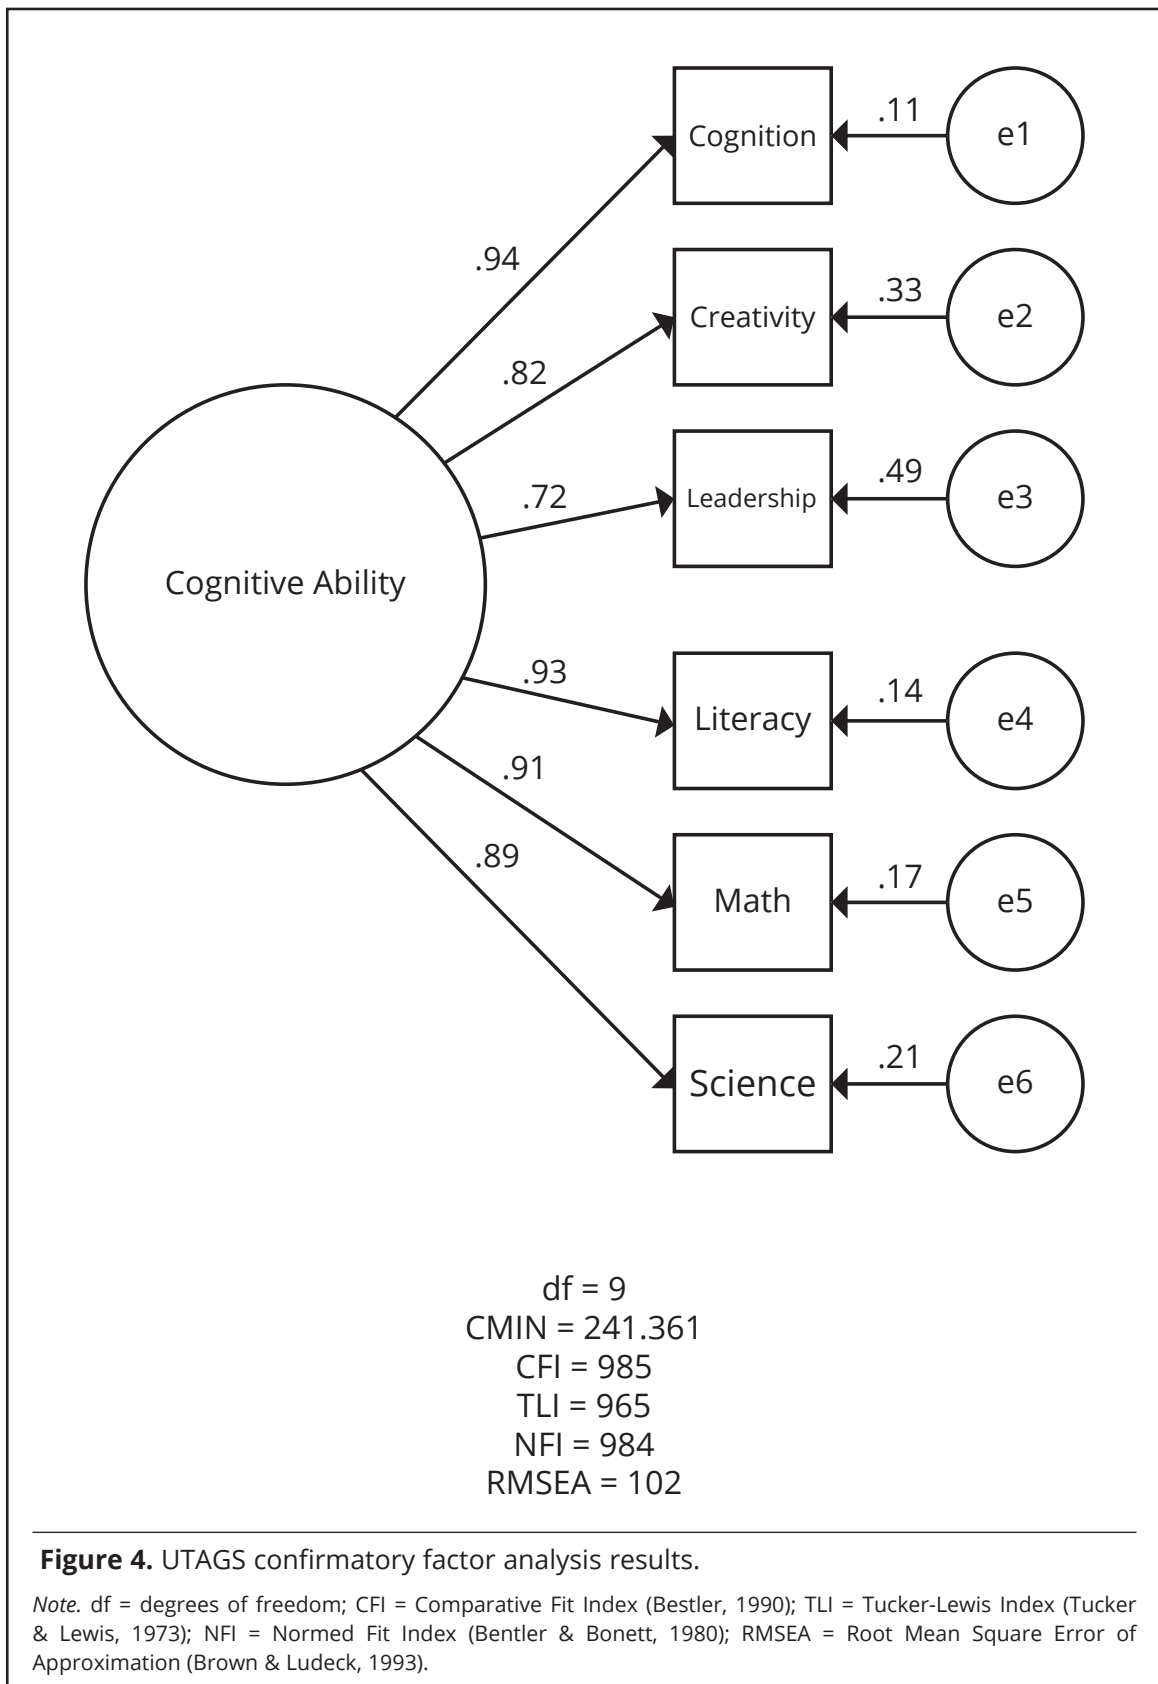 Cognition
.11
e1
.94
Creativity
.33
e2
.82
Leadership
.49
e3
.72
Cognitive Ability
.93
Literacy
.14
e4
.91
Math
.17
e5
.89
Science
.21
e6
df = 9
CMIN = 241.361
CFI = 985
TLI = 965
NFI = 984
RMSEA = 102
Figure 4. UTAGS confirmatory factor analysis results.
Note. df = degrees of freedom; CFI = Comparative Fit Index (Bestler, 1990); TLI = Tucker-Lewis Index (Tucker
& Lewis, 1973); NFI = Normed Fit Index (Bentler & Bonett, 1980); RMSEA = Root Mean Square Error of
Approximation (Brown & Ludeck, 1993).